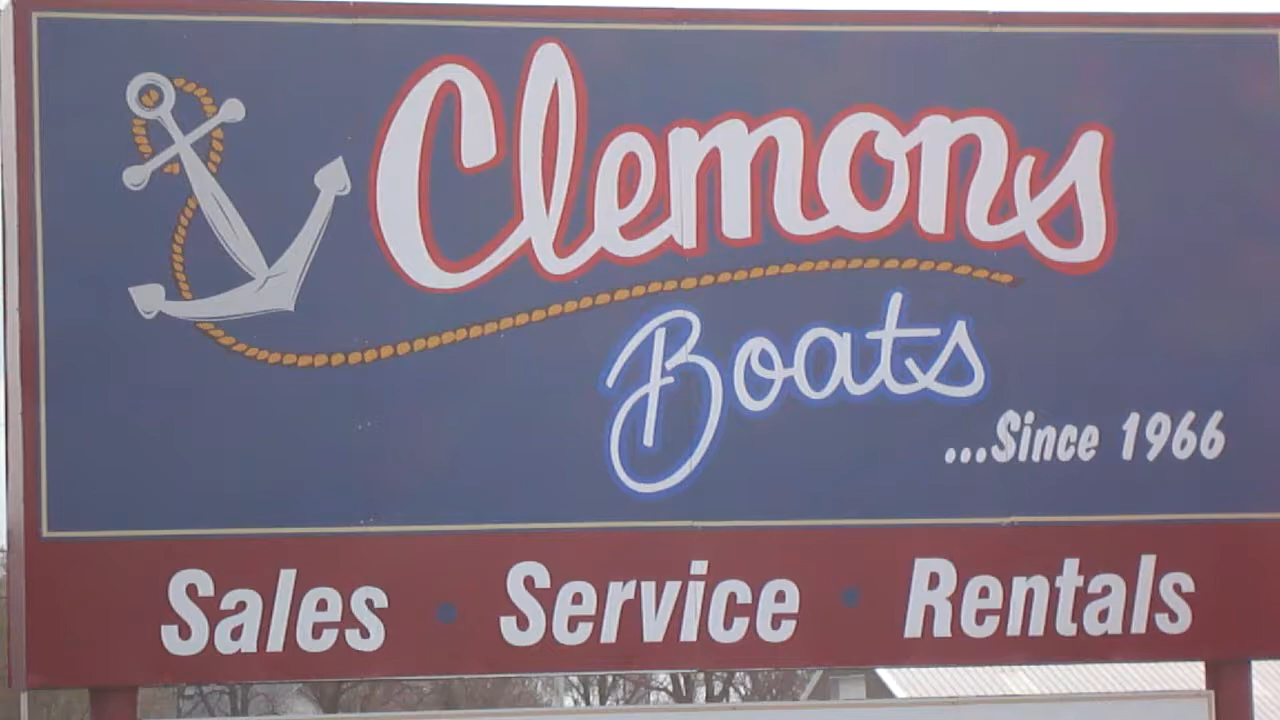 Clemons
Boats
...Since 1966
Sales • Service • Rentals